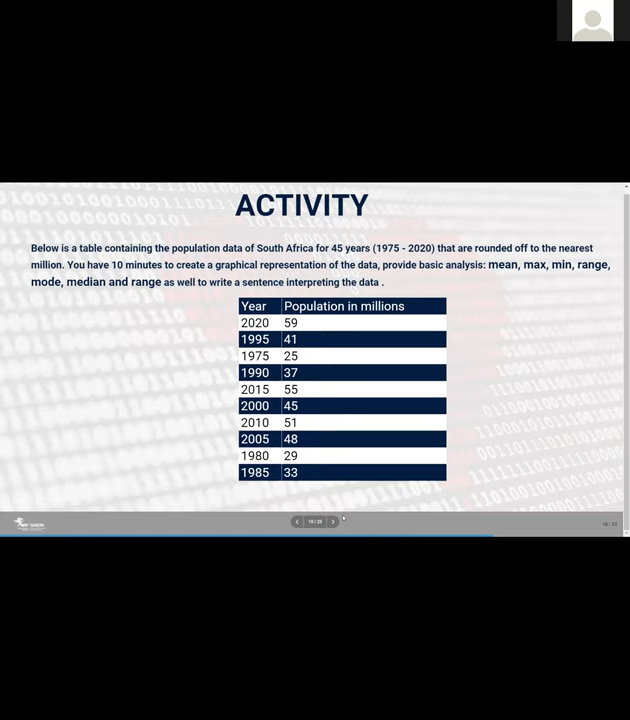 ACTIVITY
Below is a table containing the population data of South Africa for 45 years (1975 - 2020) that are rounded off to the nearest
million. You have 10 minutes to create a graphical representation of the data, provide basic analysis: mean, max, min, range,
mode, median and range as well to write a sentence interpreting the data .
Year Population in millions
2020 59
1995 41
1975 25
1990 37
2015 55
2000 45
2010 51
2005 48
1980 29
1985 33